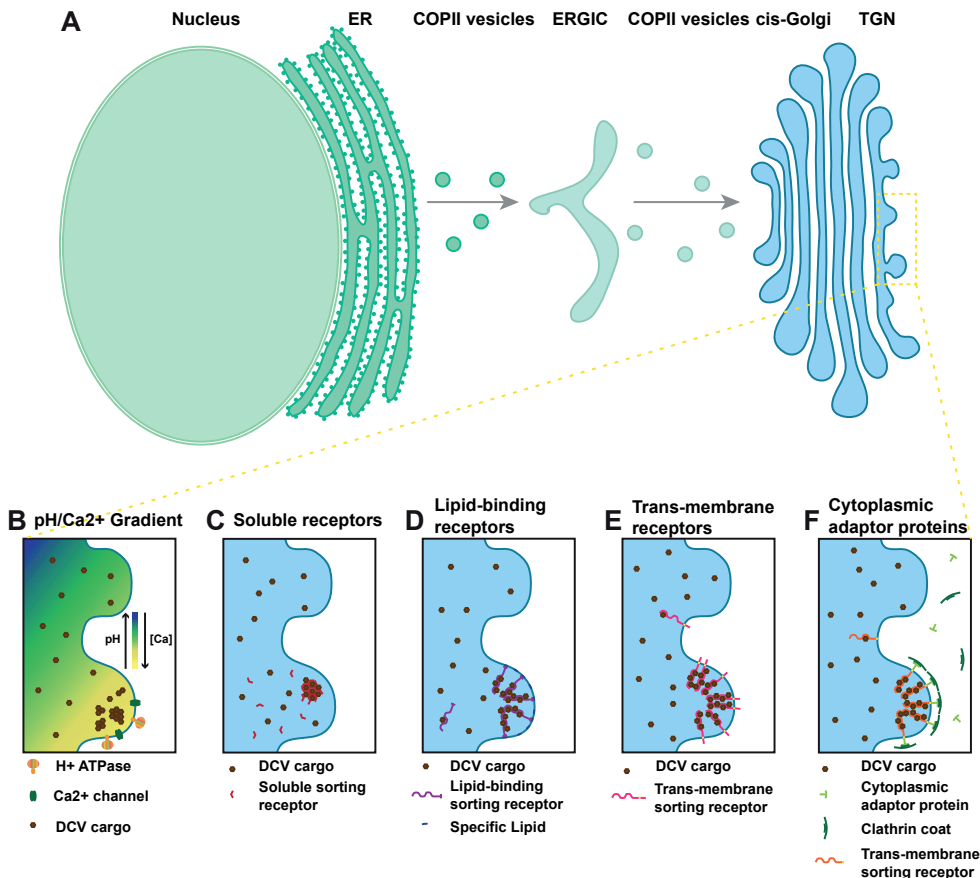 A
Nucleus
ER
COPII vesicles
ERGIC
COPII vesicles
cis-Golgi
TGN
B
pH/Ca2+ Gradient
pH
[Ca]
H+ ATPase
Ca2+ channel
DCV cargo
C
Soluble receptors
DCV cargo
Soluble sorting
receptor
D
Lipid-binding
receptors
DCV cargo
Lipid-binding
sorting receptor
Specific Lipid
E
Trans-membrane
receptors
DCV cargo
Trans-membrane
sorting receptor
F
Cytoplasmic
adaptor proteins
DCV cargo
Cytoplasmic
adaptor protein
Clathrin coat
Trans-membrane
sorting receptor